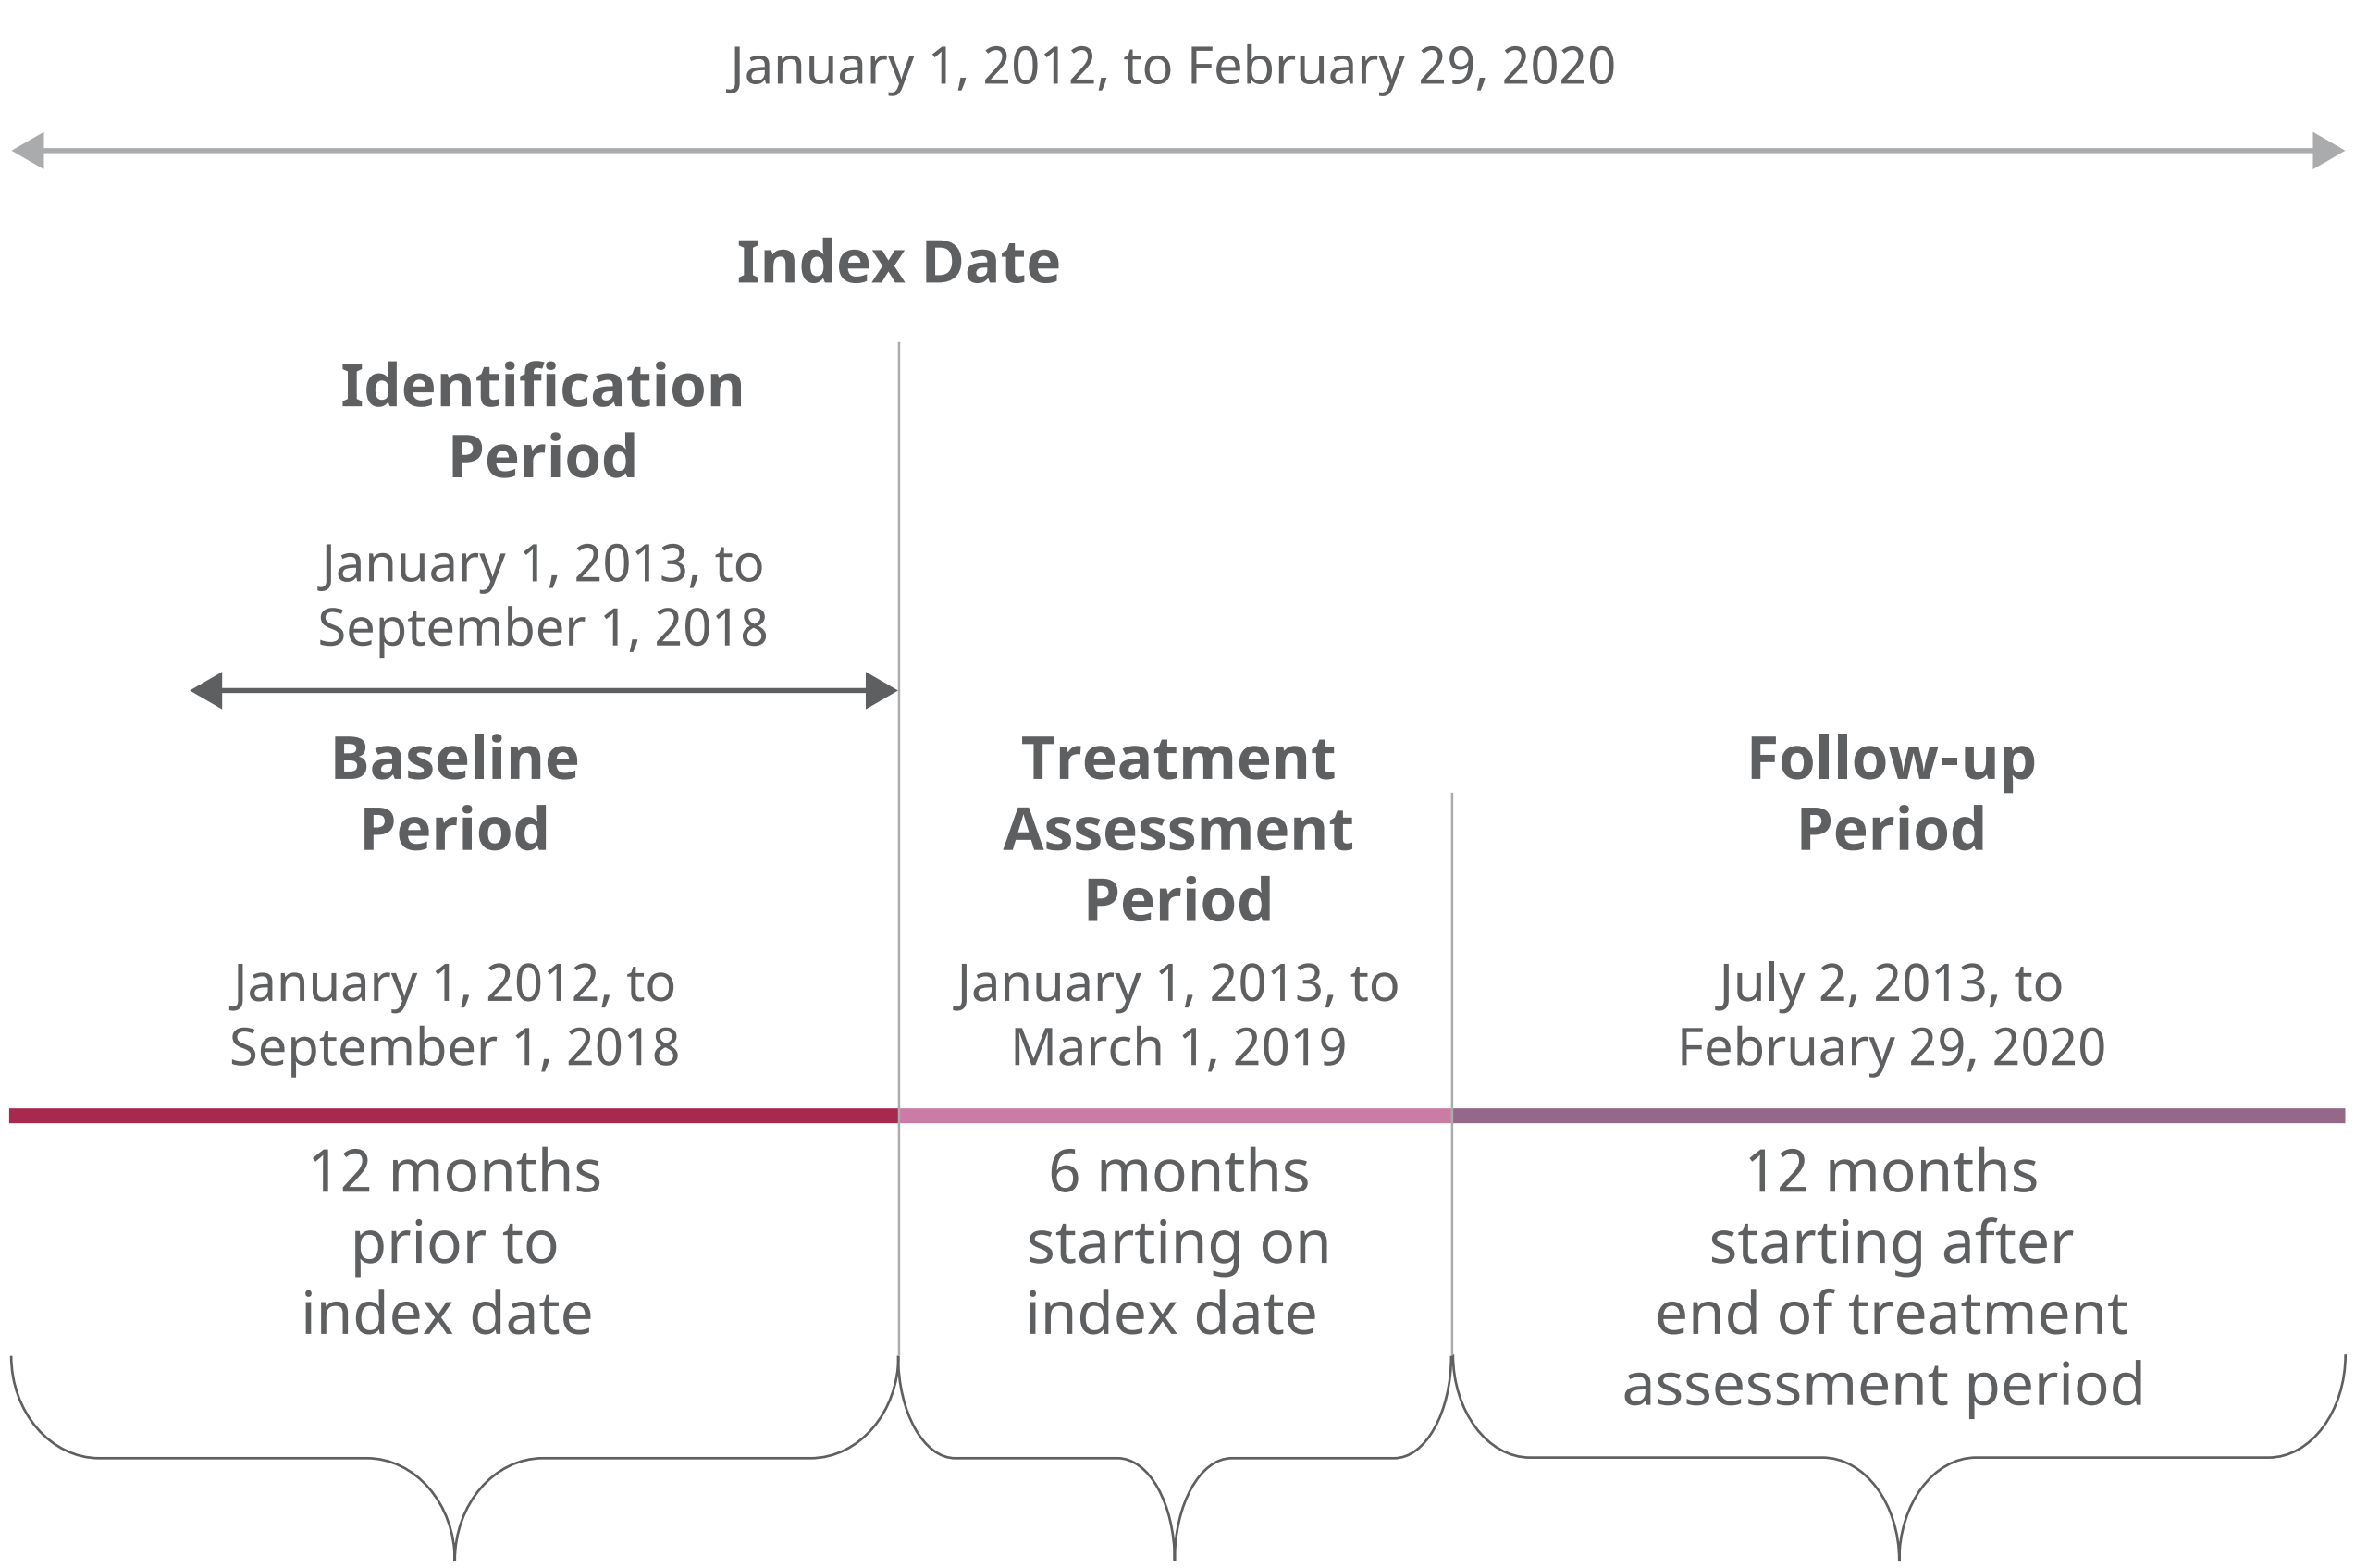 January 1, 2012, to February 29, 2020
Index Date
Identification
Period
January 1, 2013, to
September 1, 2018
Baseline
Period
January 1, 2012, to
September 1, 2018
12 months
prior to
index date
Treatment
Assessment
Period
January 1, 2013, to
March 1, 2019
6 months
starting on
index date
Follow-up
Period
July 2, 2013, to
February 29, 2020
12 months
starting after
end of treatment
assessment period